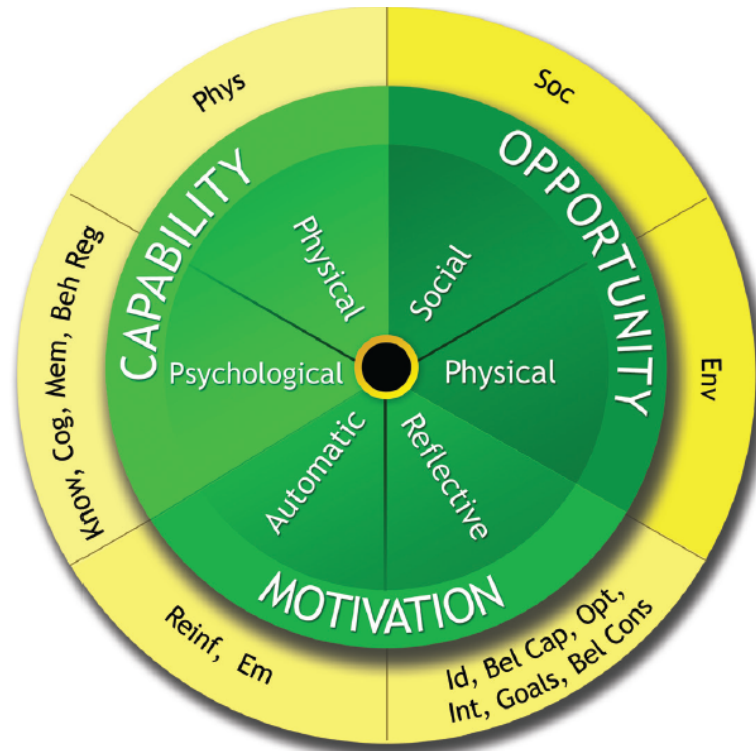 Phys
Soc
CAPABILITY
OPPORTUNITY
Physical
Social
Know, Cog, Mem, Beh Reg
Psychological
Physical
Env
Automatic
Reflective
MOTIVATION
Reinf, Em
Id, Bel Cap, Opt,
Int, Goals, Bel Cons